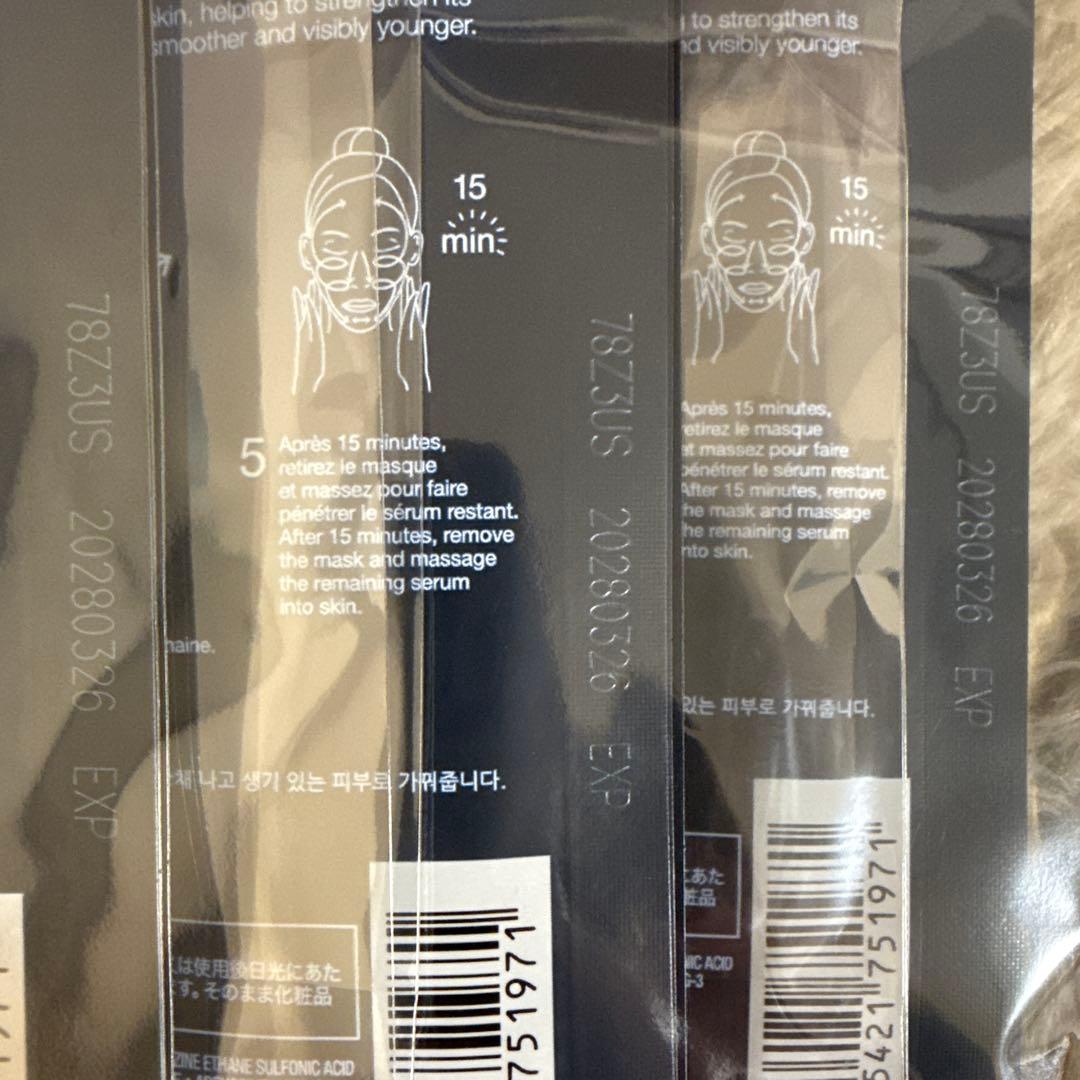 skin, helping to strengthen its
smoother and visibly younger.
to strengthen its
visibly younger.
15
min
15
min
78Z3US 20280326 EXP
78Z3US 20280326 EXP
78Z3US 20280326 EXP
5
Après 15 minutes,
retirez le masque
et massez pour faire
pénétrer le sérum restant.
After 15 minutes, remove
the mask and massage
the remaining serum
into skin.
Après 15 minutes,
retirez le masque
et massez pour faire
pénétrer le sérum restant.
After 15 minutes, remove
the mask and massage
the remaining serum
into skin.
나고 생기 있는 피부로 가꿔줍니다.
있는 피부로 가꿔줍니다.
は使用後日光にあた
す。そのまま化粧品
にあた
粧品
ETHANE SULFONIC ACID
ACID
751971
5421751971